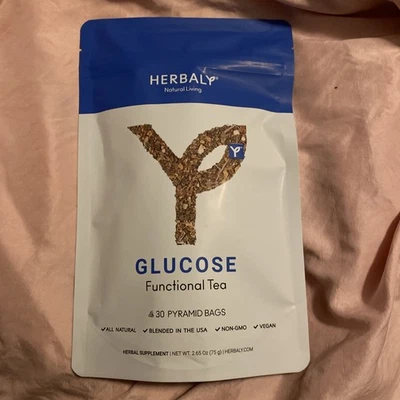 HERBALY
Natural Living
GLUCOSE
Functional Tea
30 PYRAMID BAGS
✓ALL NATURAL ✓BLENDED IN THE USA ✓NON-GMO ✓VEGAN
HERBAL SUPPLEMENT | NET WT. 2.65 Oz (75 g) | HERBALY.COM